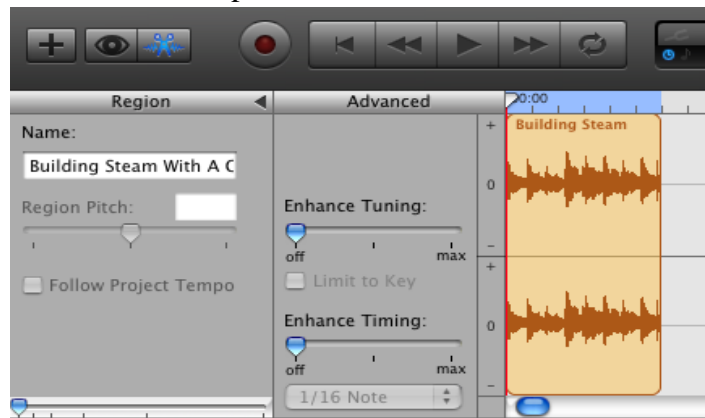 Region
Advanced
00:00
Name:
Building Steam With A C
Region Pitch:
Follow Project Tempo
Enhance Tuning:
off
max
Limit to Key
Enhance Timing:
off
max
1/16 Note
+
0
-
+
0
-
Building Steam